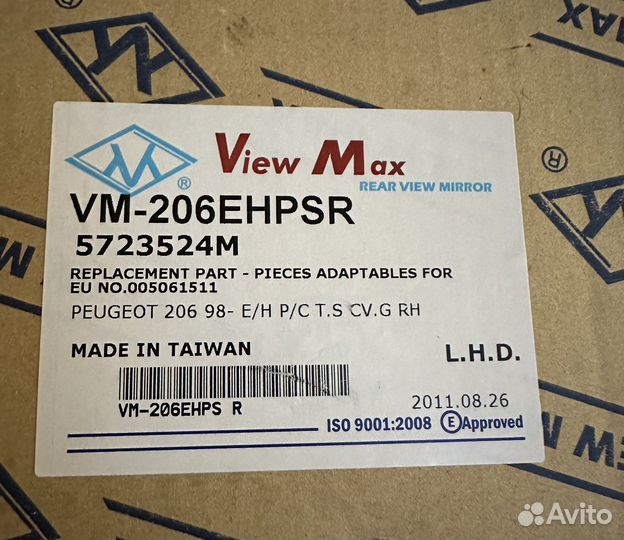 MAX
View Max
®
REAR VIEW MIRROR
VM-206EHPSR
5723524M
REPLACEMENT PART - PIECES ADAPTABLES FOR
EU NO.005061511
PEUGEOT 206 98- E/H P/C T.S CV.G RH
MADE IN TAIWAN
L.H.D.
VM-206EHPS R
2011.08.26
ISO 9001:2008 E Approved
®
Avito